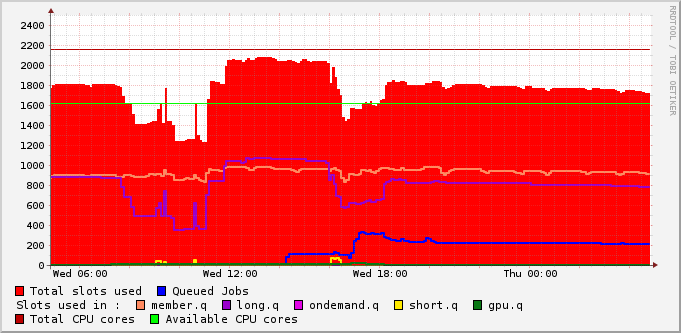 2400
2200
2000
1800
1600
1400
1200
1000
800
600
400
200
0
Wed 06:00 Wed 12:00 Wed 18:00 Thu 00:00
RRDTOOL / TOBI OETIKER
Total slots used Queued Jobs
Slots used in : member.q long.q ondemand.q short.q gpu.q
Total CPU cores Available CPU cores